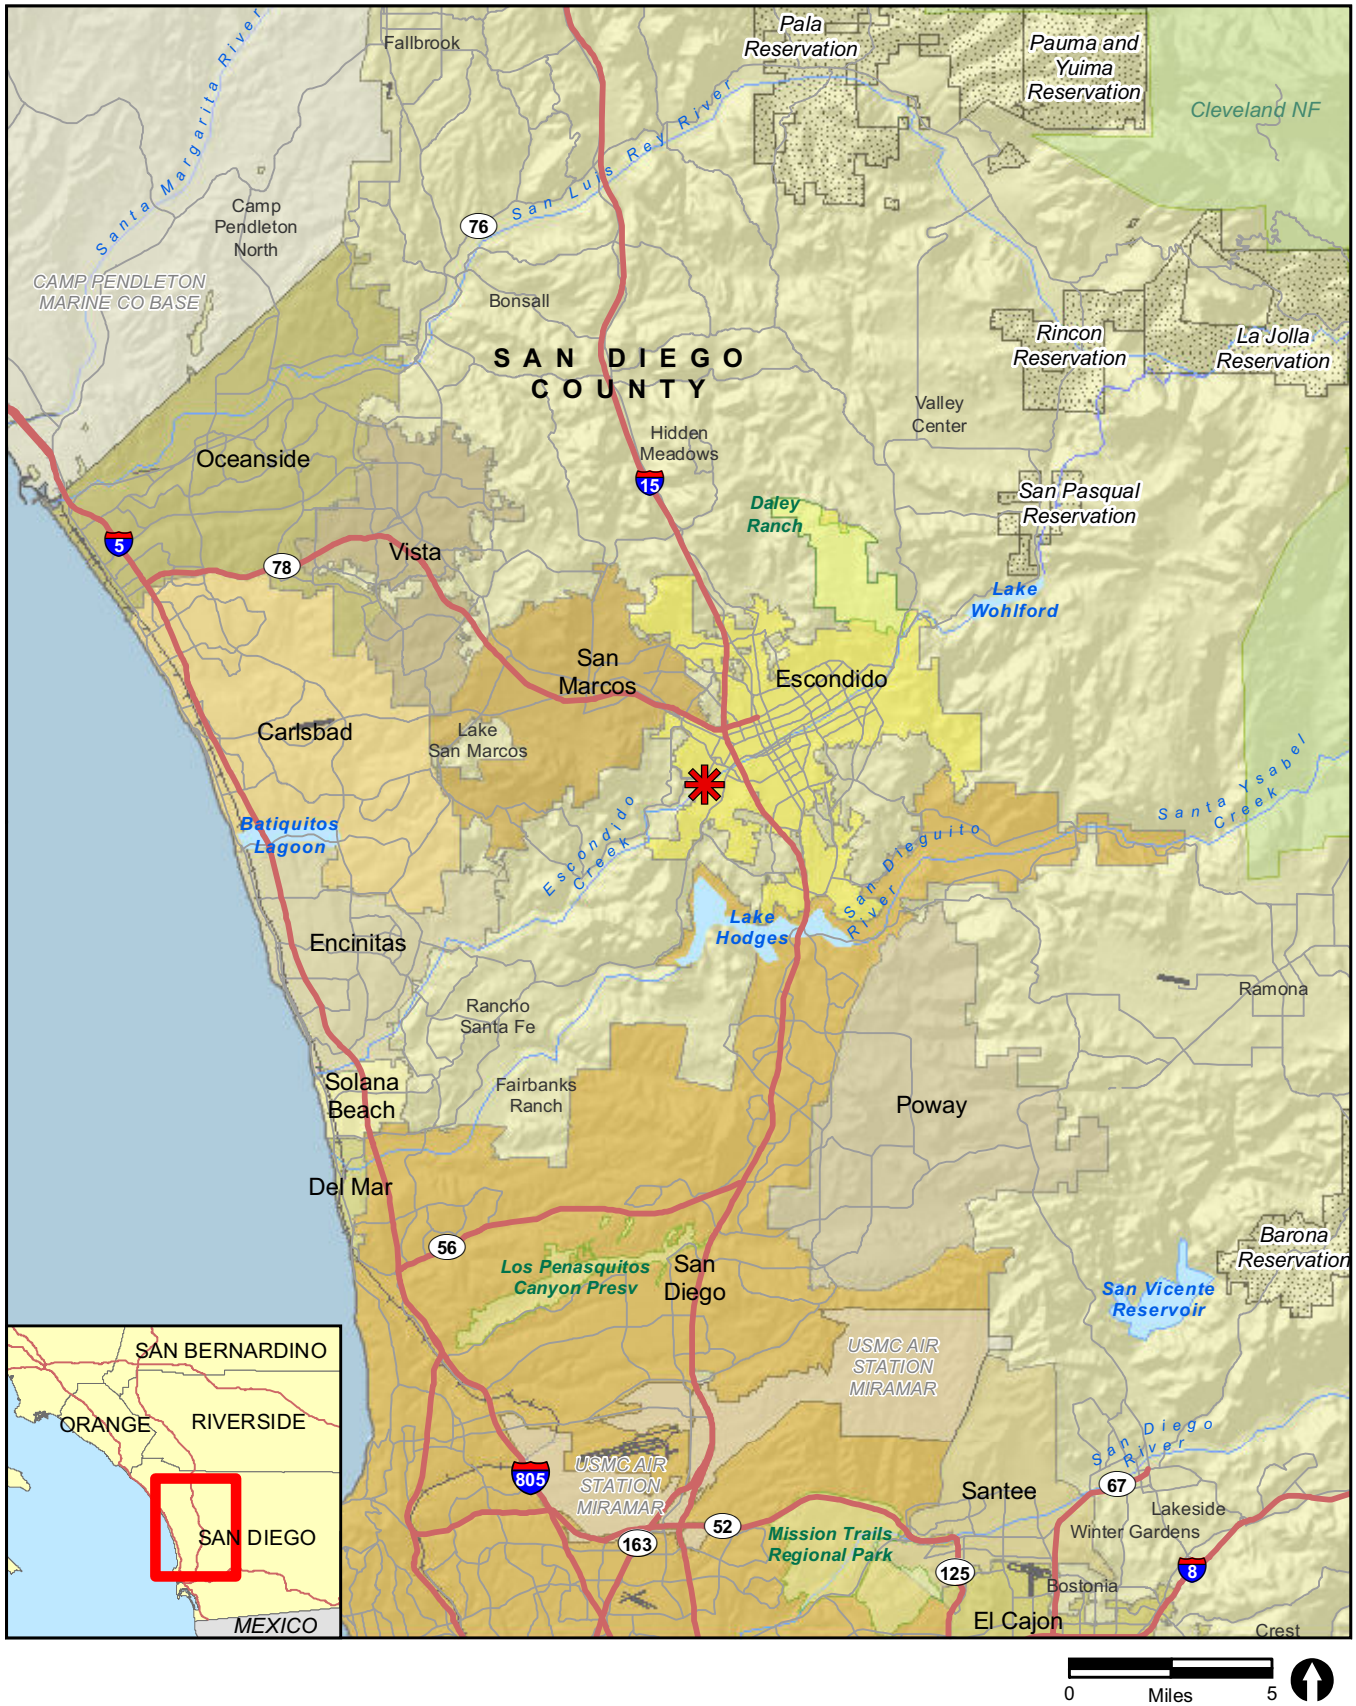 Fallbrook
Pala
Reservation
Pauma and
Yuima
Reservation
Cleveland NF
Santa Margarita River
San Luis Rey River
Camp
Pendleton
North
76
CAMP PENDLETON
MARINE CO BASE
Bonsall
SAN DIEGO
COUNTY
Rincon
Reservation
La Jolla
Reservation
Valley
Center
Hidden
Meadows
Oceanside
15
Daley
Ranch
San Pasqual
Reservation
5
78
Vista
Lake
Wohlford
San
Marcos
Escondido
Carlsbad
Lake
San Marcos
Santa Ysabel
Creek
Batiquitos
Lagoon
Escondido
Creek
San Dieguito
River
Lake
Hodges
Encinitas
Ramona
Rancho
Santa Fe
Solana
Beach
Fairbanks
Ranch
Poway
Del Mar
56
Los Penasquitos
Canyon Presv
San
Diego
Barona
Reservation
San Vicente
Reservoir
USMC AIR
STATION
MIRAMAR
San Diego
River
USMC AIR
STATION
MIRAMAR
805
Santee
67
Lakeside
Winter Gardens
52
163
Mission Trails
Regional Park
125
8
Bostonia
El Cajon
Crest
SAN BERNARDINO
ORANGE
RIVERSIDE
SAN DIEGO
MEXICO
0
Miles
5